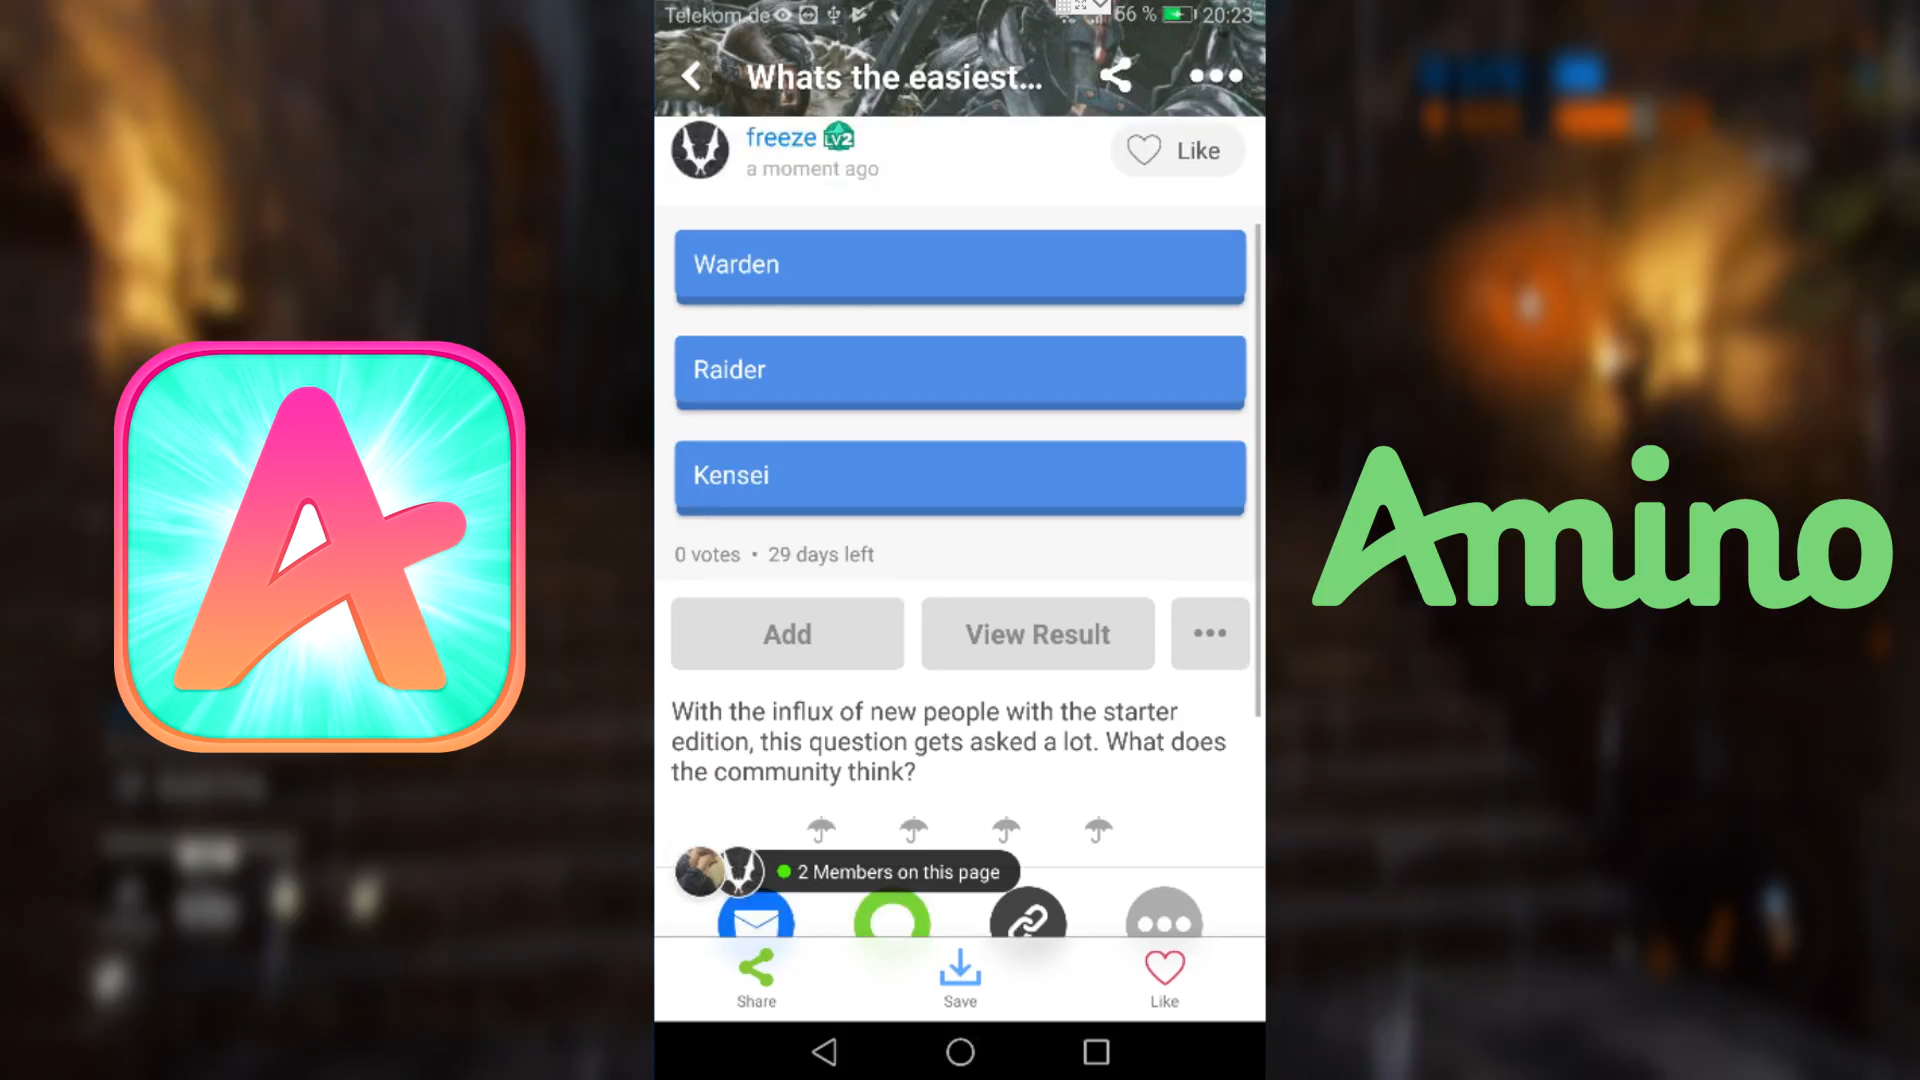 Telekom.de 56 % 20:23
Whats the easiest...
freeze LV2
a moment ago
Like
Warden
Raider
Kensei
0 votes • 29 days left
Add
View Result
With the influx of new people with the starter
edition, this question gets asked a lot. What does
the community think?
2 Members on this page
Share
Save
Like
A
Amino